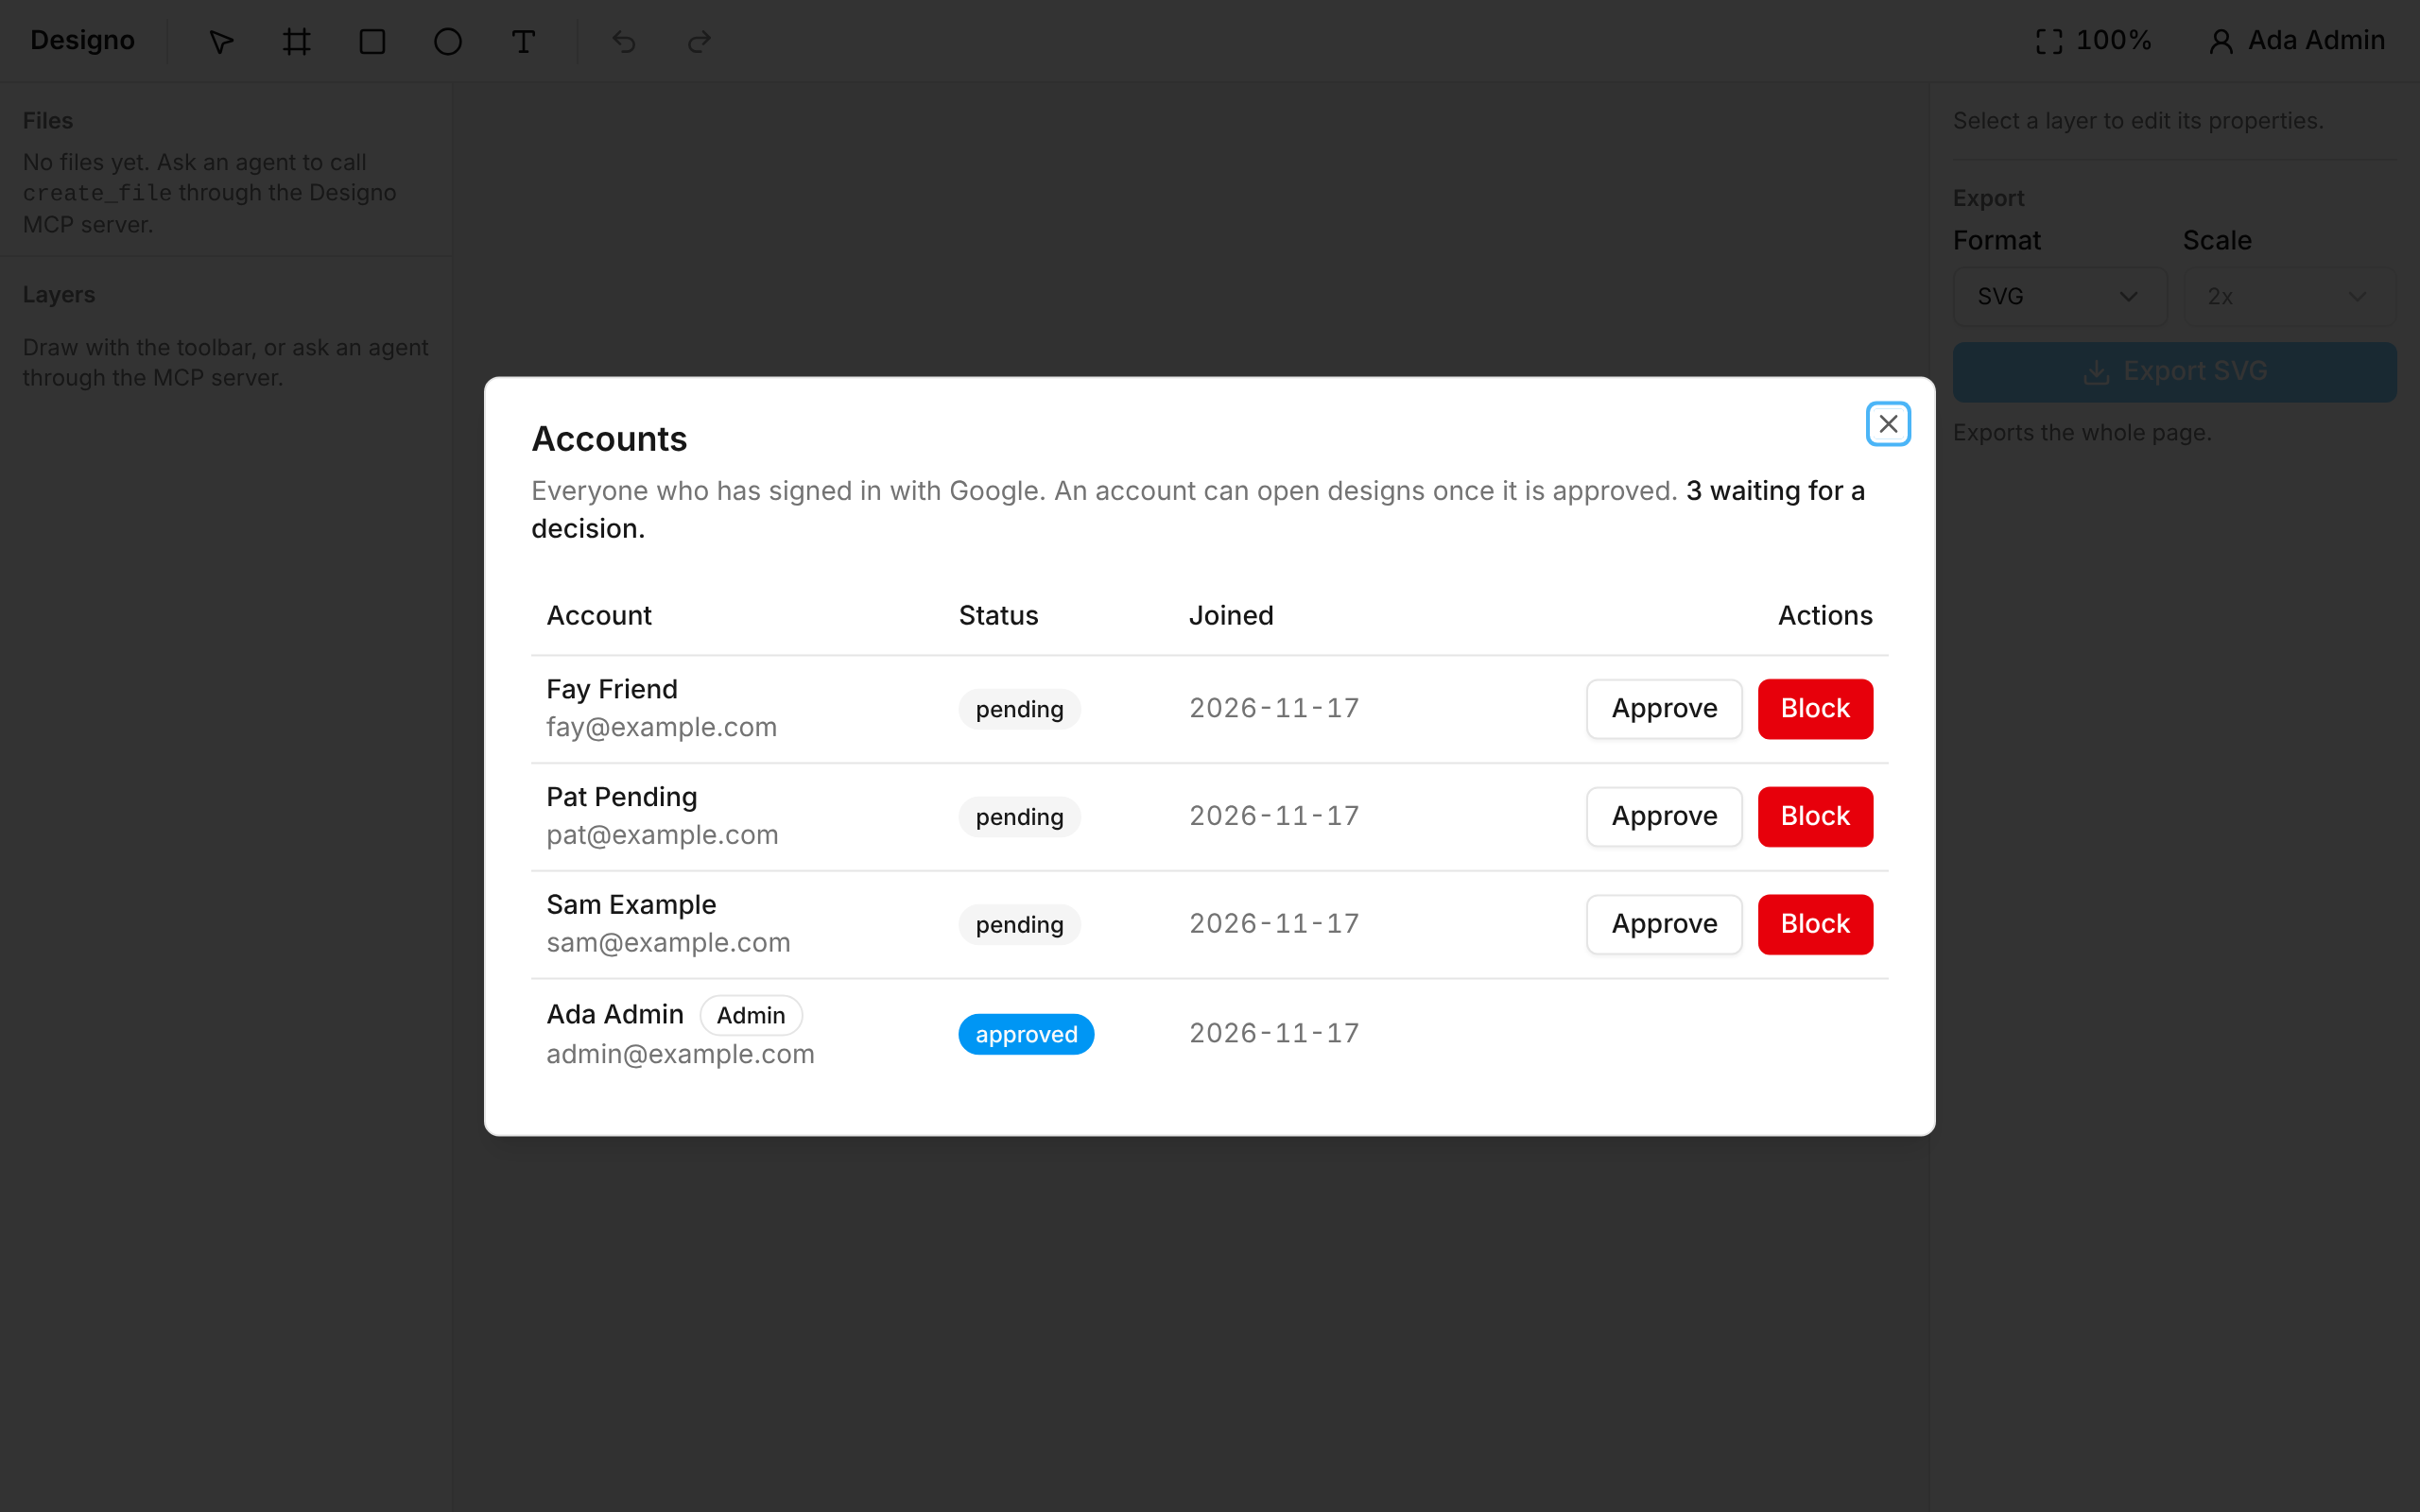 Designo
100%
Ada Admin
Files
No files yet. Ask an agent to call
create_file through the Designo
MCP server.
Layers
Draw with the toolbar, or ask an agent
through the MCP server.
Accounts
Everyone who has signed in with Google. An account can open designs once it is approved. 3 waiting for a
decision.
Account Status Joined Actions
Fay Friend
fay@example.com
pending 2026-11-17 Approve Block
Pat Pending
pat@example.com
pending 2026-11-17 Approve Block
Sam Example
sam@example.com
pending 2026-11-17 Approve Block
Ada Admin Admin
admin@example.com
approved 2026-11-17
Select a layer to edit its properties.
Export
Format Scale
SVG 2x
Export SVG
Exports the whole page.